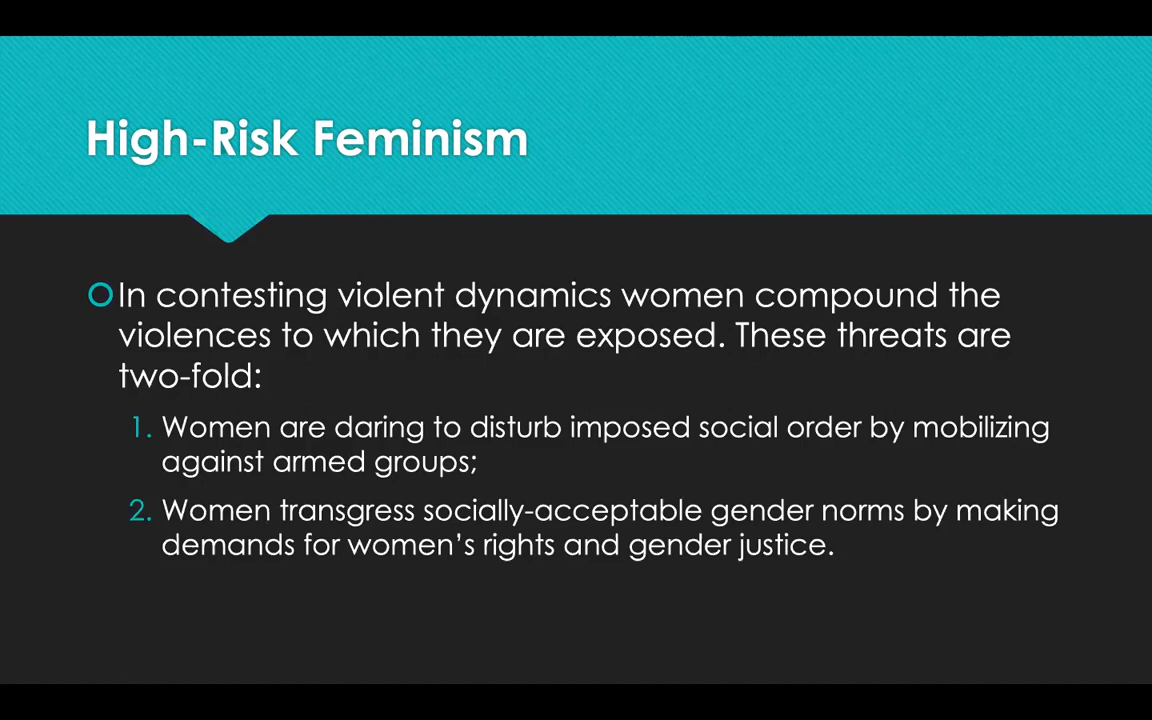 High-Risk Feminism
In contesting violent dynamics women compound the
violences to which they are exposed. These threats are
two-fold:
1. Women are daring to disturb imposed social order by mobilizing
against armed groups;
2. Women transgress socially-acceptable gender norms by making
demands for women’s rights and gender justice.